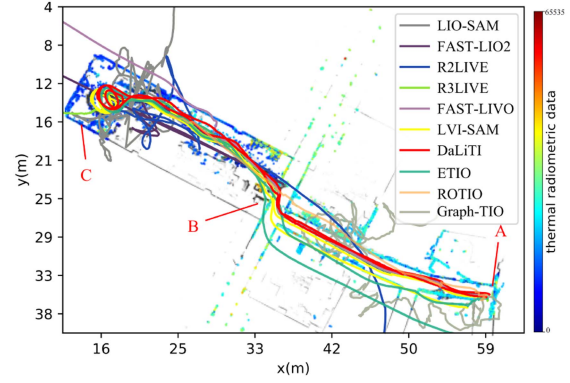 4
8
12
16
21
25
29
33
38
y(m)
16
25
33
42
50
59
x(m)
LIO-SAM
FAST-LIO2
R2LIVE
R3LIVE
FAST-LIVO
LVI-SAM
DaLiTI
ETIO
ROTIO
Graph-TIO
A
B
C
65535
0
thermal radiometric data